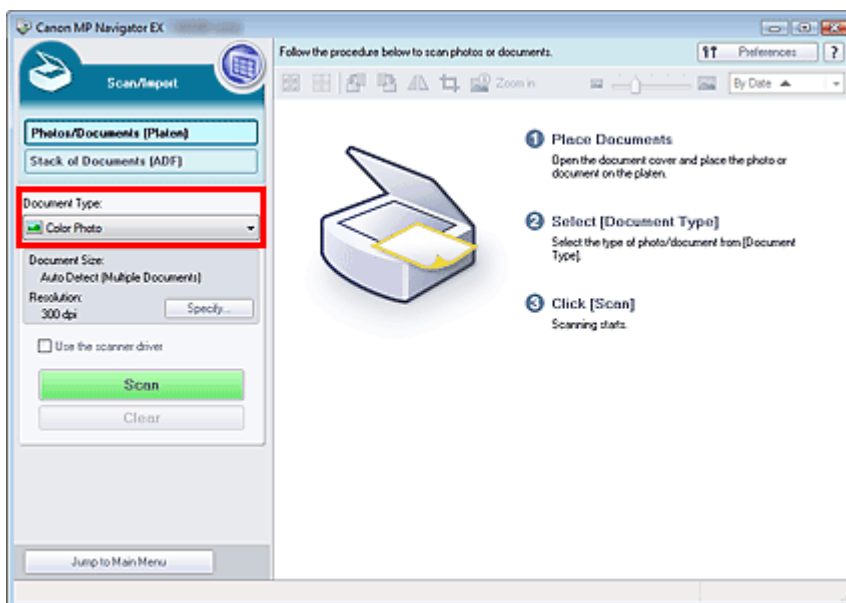 Canon MP Navigator EX
Scan/Import
Follow the procedure below to scan photos or documents.
Preferences
?
Zoom in
By Date
Photos/Documents (Platen)
Stack of Documents (ADF)
Document Type:
Color Photo
Document Size:
Auto Detect (Multiple Documents)
Resolution:
300 dpi
Specify...
Use the scanner driver
Scan
Clear
Jump to Main Menu
1 Place Documents
Open the document cover and place the photo or
document on the platen.
2 Select [Document Type]
Select the type of photo/document from [Document
Type].
3 Click [Scan]
Scanning starts.